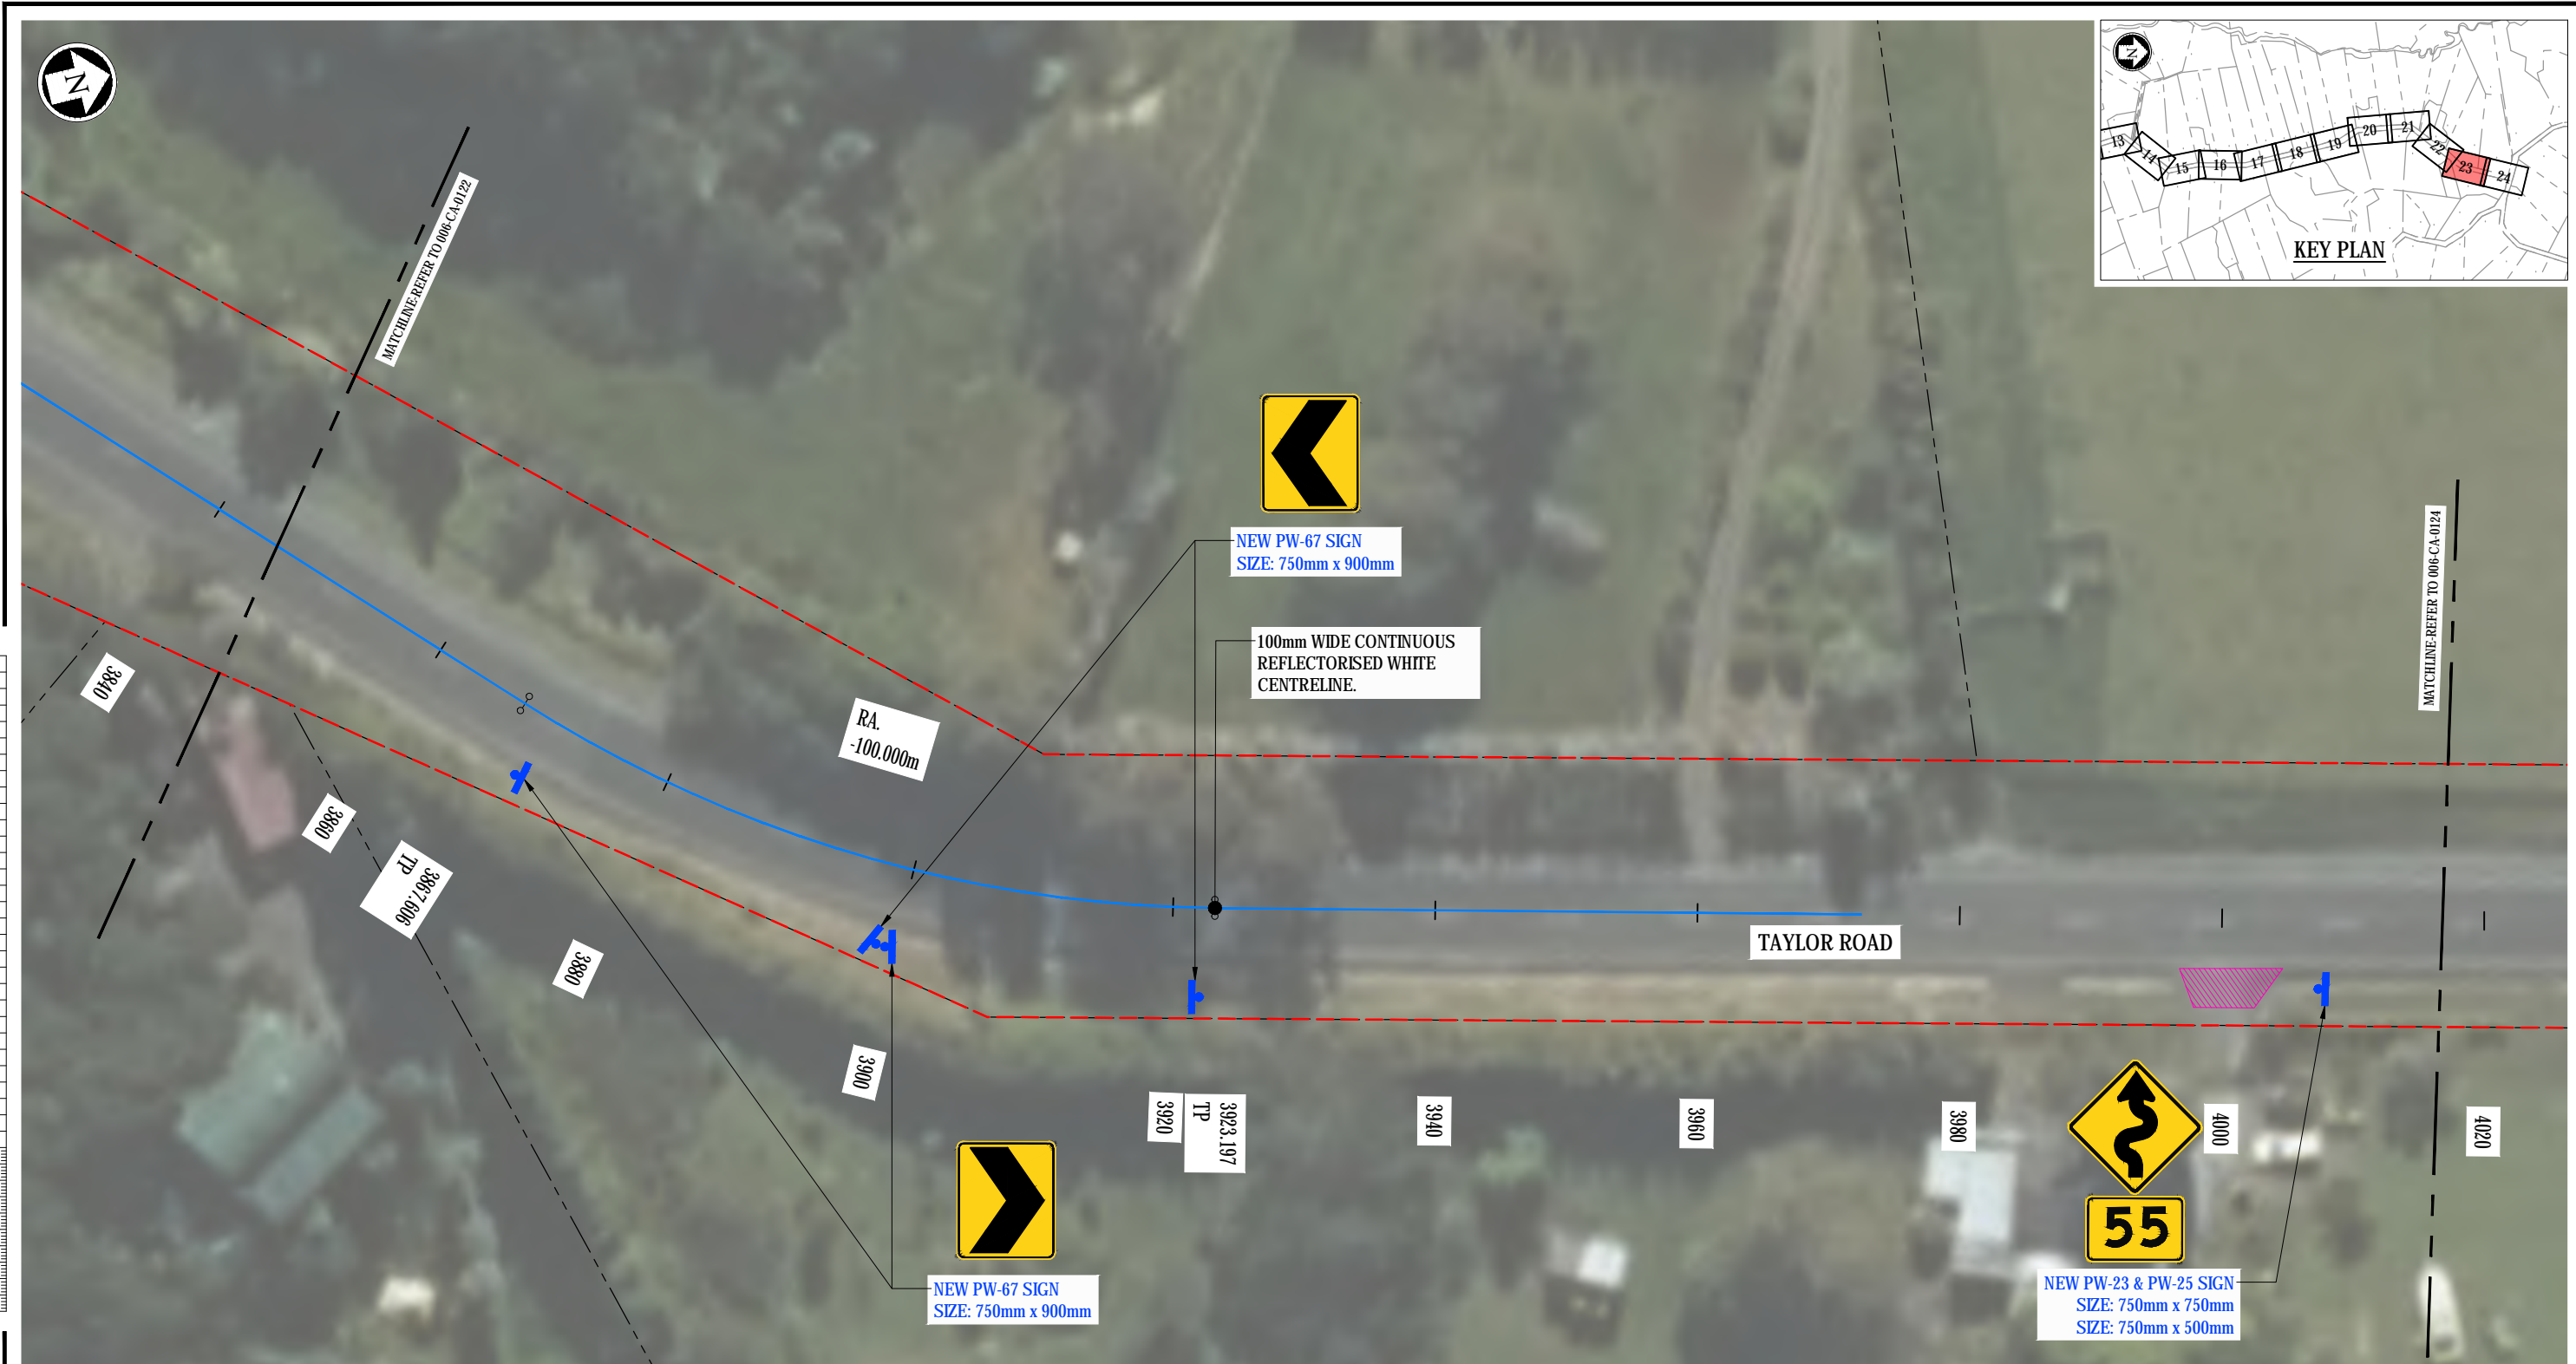 N
N
13
14
15
16
17
18
19
20
21
22
23
24
KEY PLAN
MATCHLINE-REFER TO 006-CA-0122
MATCHLINE-REFER TO 006-CA-0124
NEW PW-67 SIGN
SIZE: 750mm x 900mm
100mm WIDE CONTINUOUS
REFLECTORISED WHITE
CENTRELINE.
RA.
-100.000m
TAYLOR ROAD
3840
3860
3867.606
TP
3880
3900
3920
3923.197
TP
3940
3960
3980
4000
4020
55
NEW PW-67 SIGN
SIZE: 750mm x 900mm
NEW PW-23 & PW-25 SIGN
SIZE: 750mm x 750mm
SIZE: 750mm x 500mm